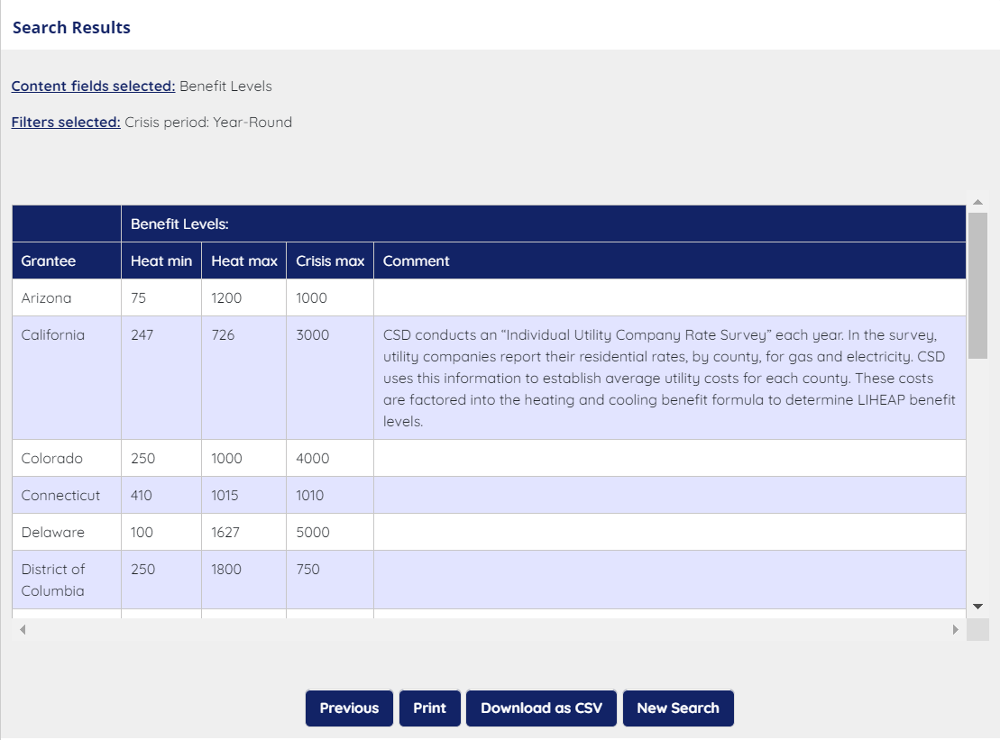 Search Results
Content fields selected: Benefit Levels
Filters selected: Crisis period: Year-Round
Benefit Levels:
Grantee Heat min Heat max Crisis max Comment
Arizona 75 1200 1000
California 247 726 3000 CSD conducts an “Individual Utility Company Rate Survey” each year. In the survey,
utility companies report their residential rates, by county, for gas and electricity. CSD
uses this information to establish average utility costs for each county. These costs
are factored into the heating and cooling benefit formula to determine LIHEAP benefit
levels.
Colorado 250 1000 4000
Connecticut 410 1015 1010
Delaware 100 1627 5000
District of 250 1800 750
Columbia
Previous Print Download as CSV New Search